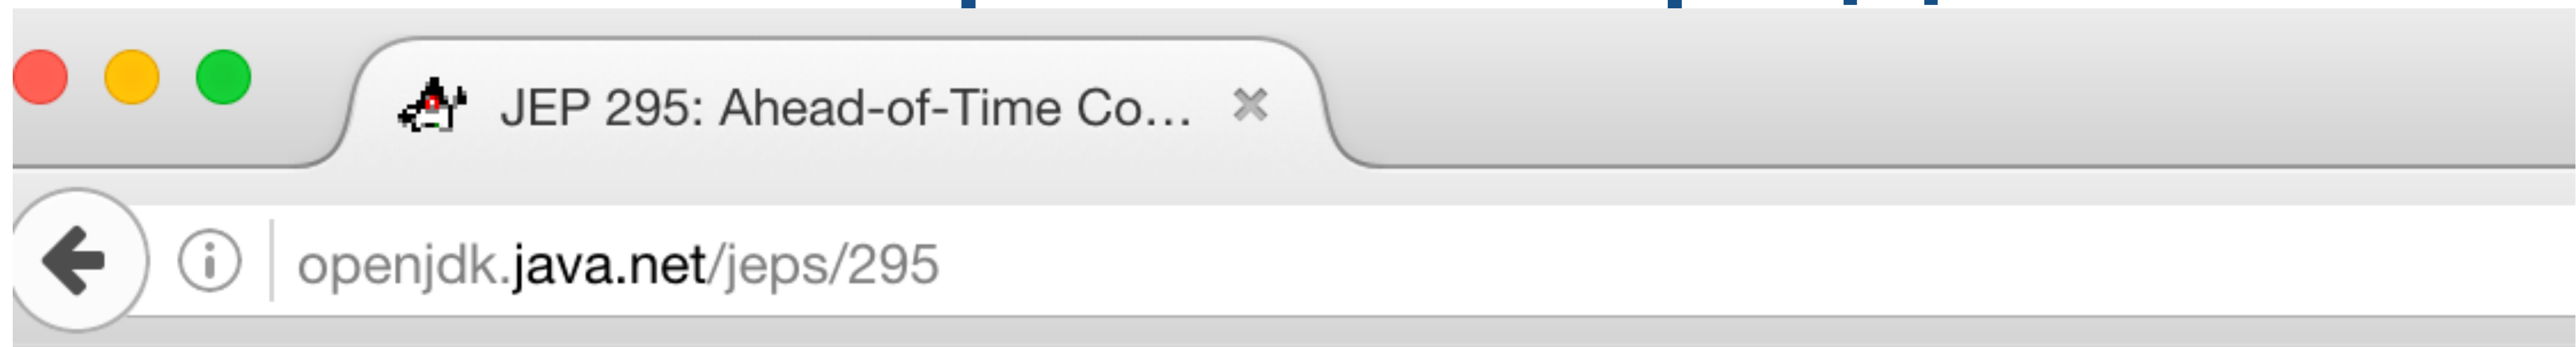 JEP 295: Ahead-of-Time Co...
openjdk.java.net/jeps/295